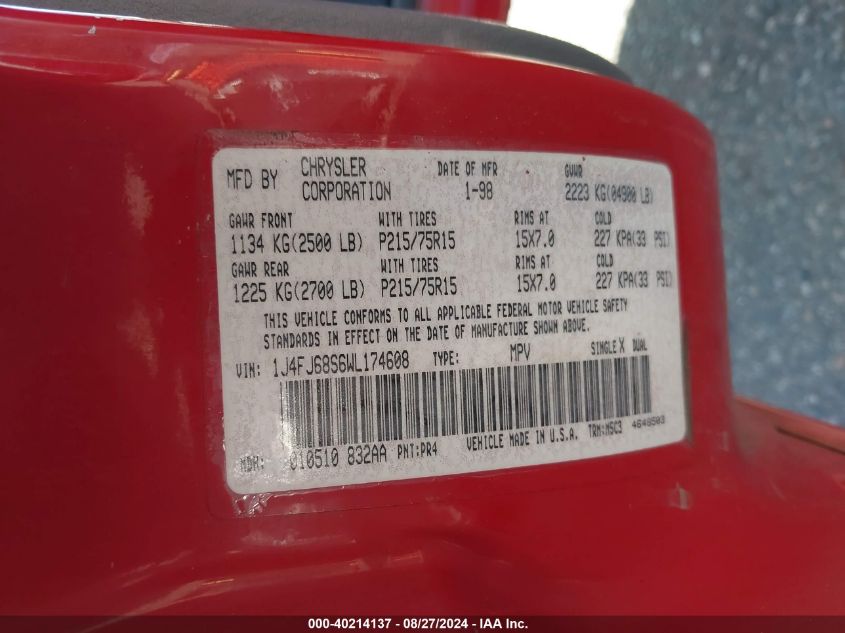 MFD BY CHRYSLER CORPORATION DATE OF MFR 1-98 GVWR 2223 KG(04900 LB)
GAWR FRONT WITH TIRES RIMS AT COLD
1134 KG(2500 LB) P215/75R15 15X7.0 227 KPA(33 PSI)
GAWR REAR WITH TIRES RIMS AT COLD
1225 KG(2700 LB) P215/75R15 15X7.0 227 KPA(33 PSI)
THIS VEHICLE CONFORMS TO ALL APPLICABLE FEDERAL MOTOR VEHICLE SAFETY
STANDARDS IN EFFECT ON THE DATE OF MANUFACTURE SHOWN ABOVE.
VIN: 1J4FJ68S6WL174608 TYPE: MPV SINGLE X DUAL
MDH: 010510 832AA PNT:PR4 VEHICLE MADE IN U.S.A. TRM:M5C3 4648503
000-40214137 - 08/27/2024 - IAA Inc.